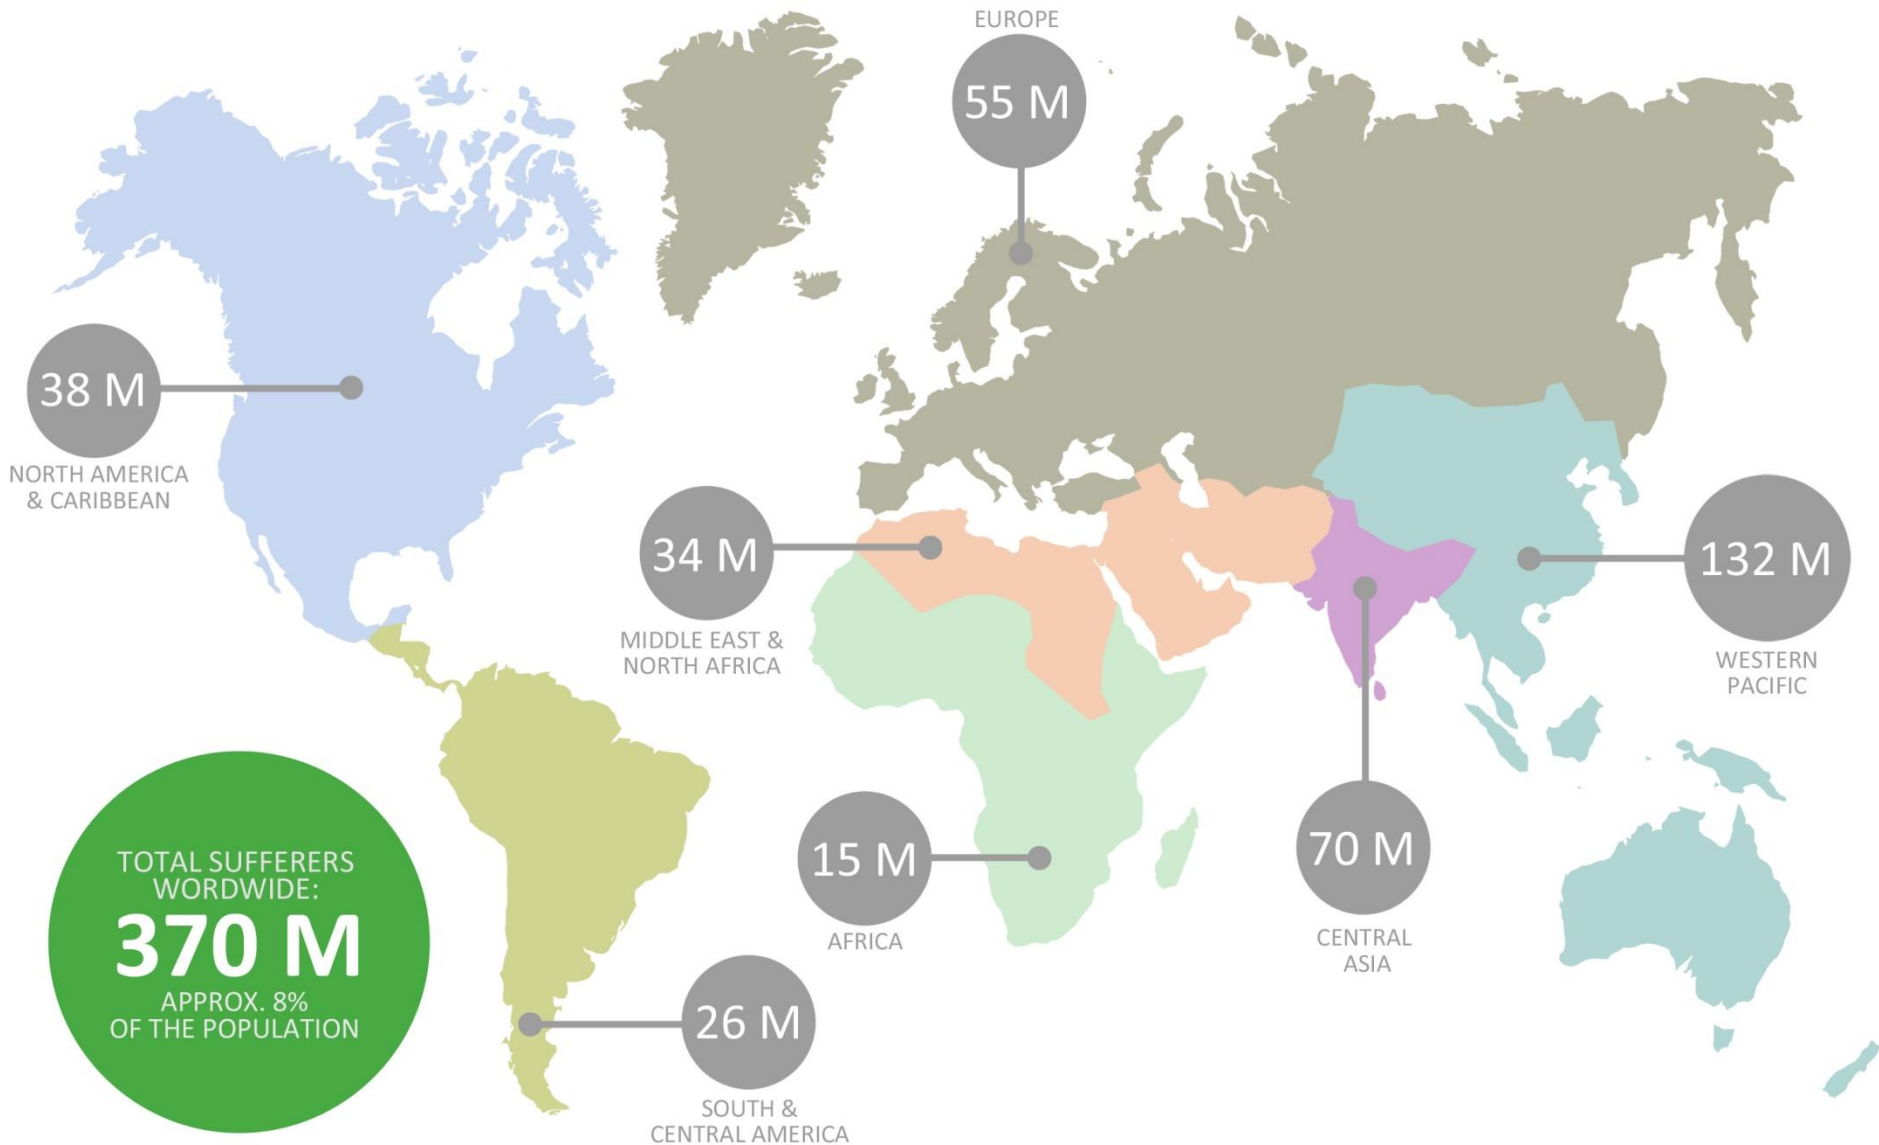 EUROPE
55 M
38 M
NORTH AMERICA
& CARIBBEAN
34 M
MIDDLE EAST &
NORTH AFRICA
132 M
WESTERN
PACIFIC
15 M
AFRICA
70 M
CENTRAL
ASIA
TOTAL SUFFERERS
WORDWIDE:
370 M
APPROX. 8%
OF THE POPULATION
26 M
SOUTH &
CENTRAL AMERICA